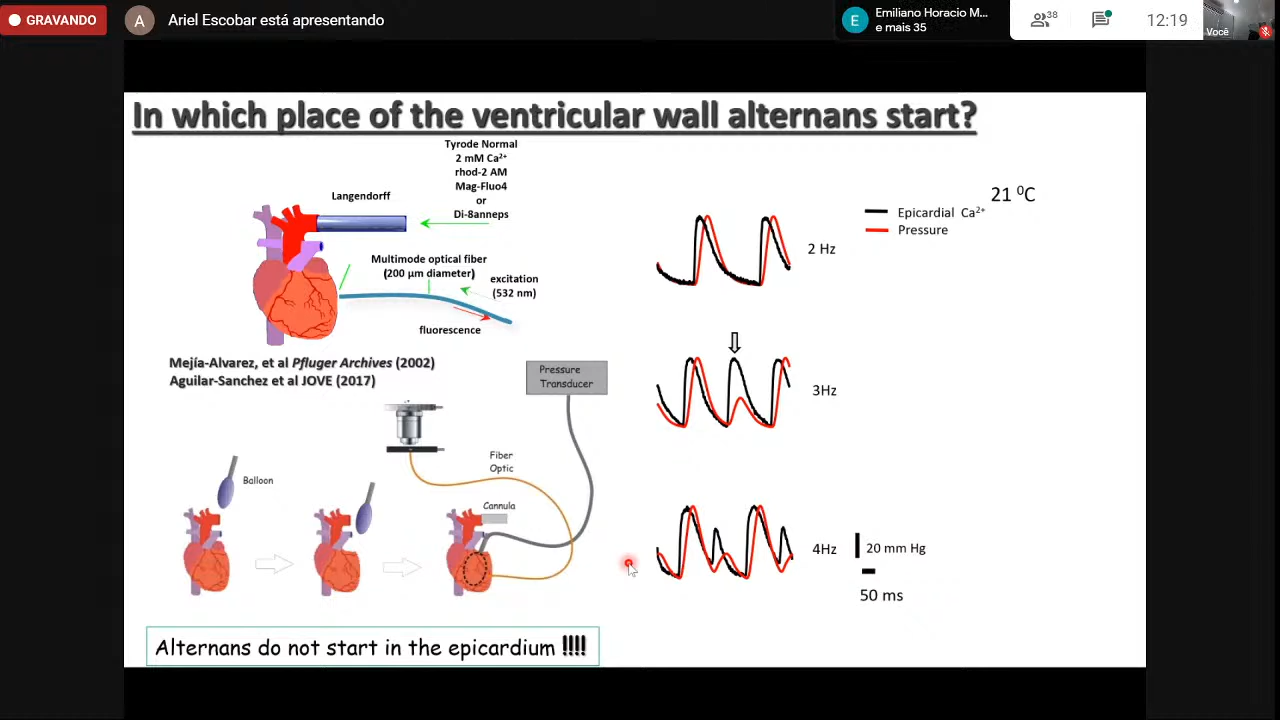 GRAVANDO
A
Ariel Escobar está apresentando
E
Emiliano Horacio M...
e mais 35
38
12:19
Você
In which place of the ventricular wall alternans start?
Tyrode Normal
2 mM Ca²⁺
rhod-2 AM
Mag-Fluo4
or
Di-8anneps
Langendorff
Multimode optical fiber
(200 µm diameter)
excitation
(532 nm)
fluorescence
Mejía-Alvarez, et al Pfluger Archives (2002)
Aguilar-Sanchez et al JOVE (2017)
Pressure
Transducer
Fiber
Optic
Balloon
Cannula
Alternans do not start in the epicardium !!!!
21 ⁰C
Epicardial Ca²⁺
Pressure
2 Hz
3Hz
4Hz
20 mm Hg
50 ms